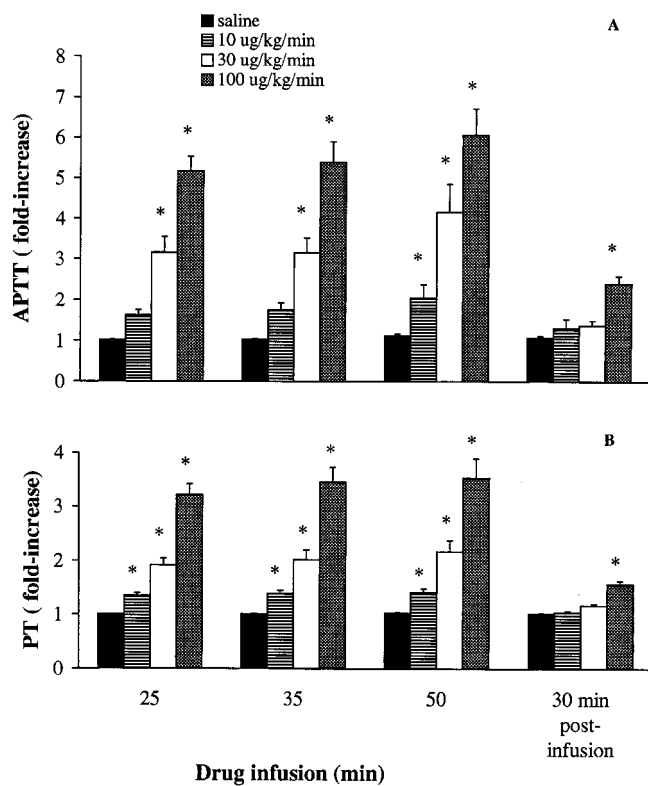 saline
A
10 ug/kg/min
30 ug/kg/min
100 ug/kg/min
APTT ( fold-increase)
8
7
6
5
4
3
2
1
0
* * * * * * * *
B
PT ( fold-increase)
4
3
2
1
0
* * * * * * * * * *
25 35 50 30 min
post-
infusion
Drug infusion (min)